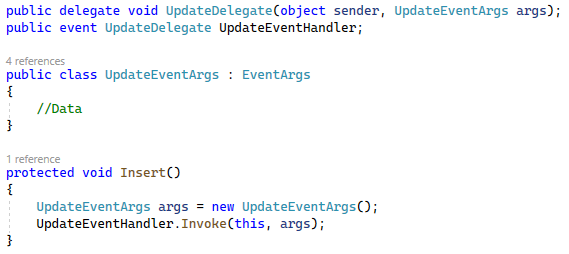 public delegate void UpdateDelegate(object sender, UpdateEventArgs args);
public event UpdateDelegate UpdateEventHandler;
4 references
public class UpdateEventArgs : EventArgs
{
//Data
}
1 reference
protected void Insert()
{
UpdateEventArgs args = new UpdateEventArgs();
UpdateEventHandler.Invoke(this, args);
}